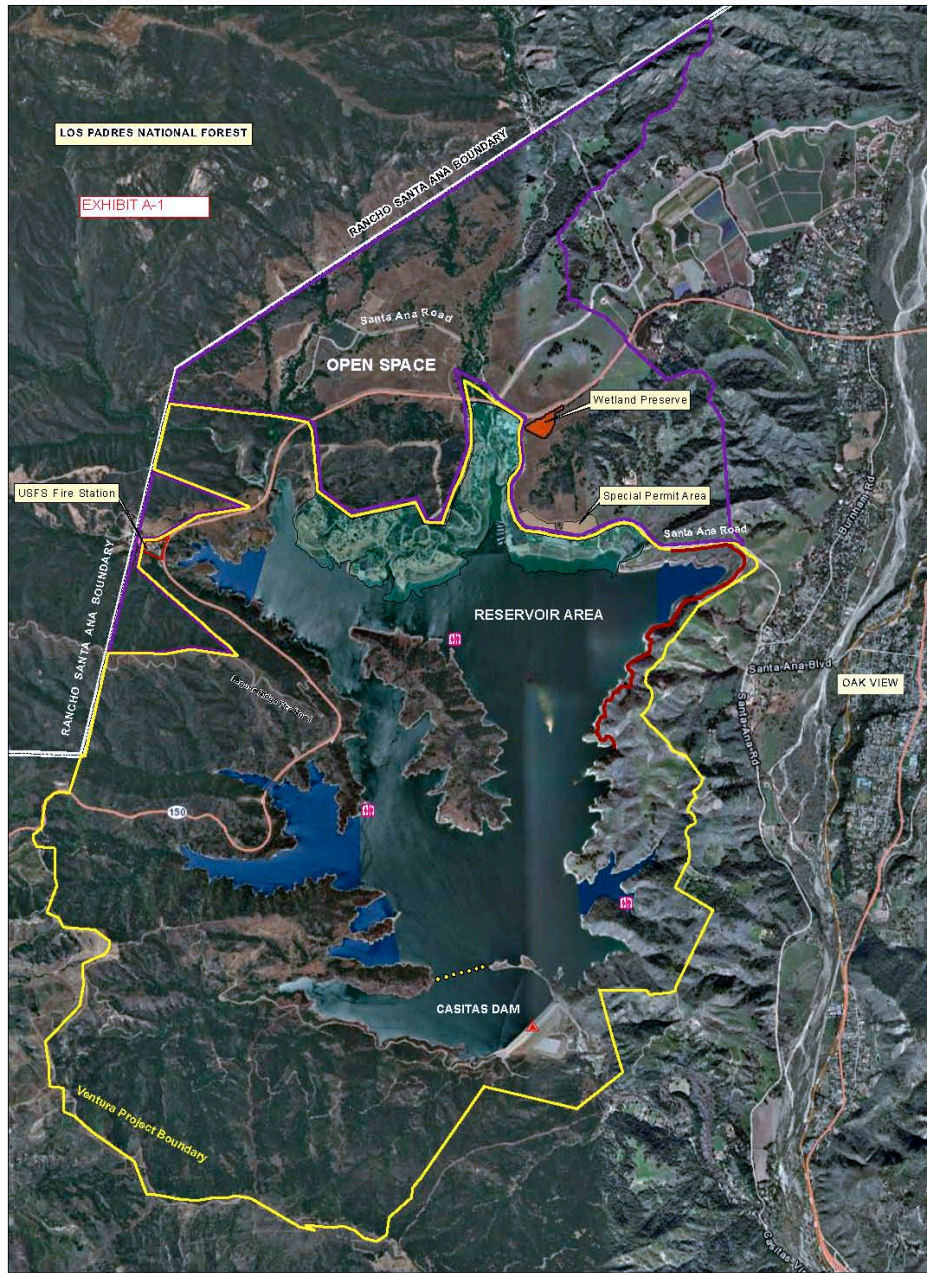 LOS PADRES NATIONAL FOREST
EXHIBIT A-1
RANCHO SANTA ANA BOUNDARY
Santa Ana Road
OPEN SPACE
Wetland Preserve
USFS Fire Station
Special Permit Area
Santa Ana Road
Burnham Rd
RESERVOIR AREA
RANCHO SANTA ANA BOUNDARY
Santa-Ana-Blvd
OAK VIEW
Santa-Ana-Rd
150
CASITAS DAM
Ventura Project Boundary